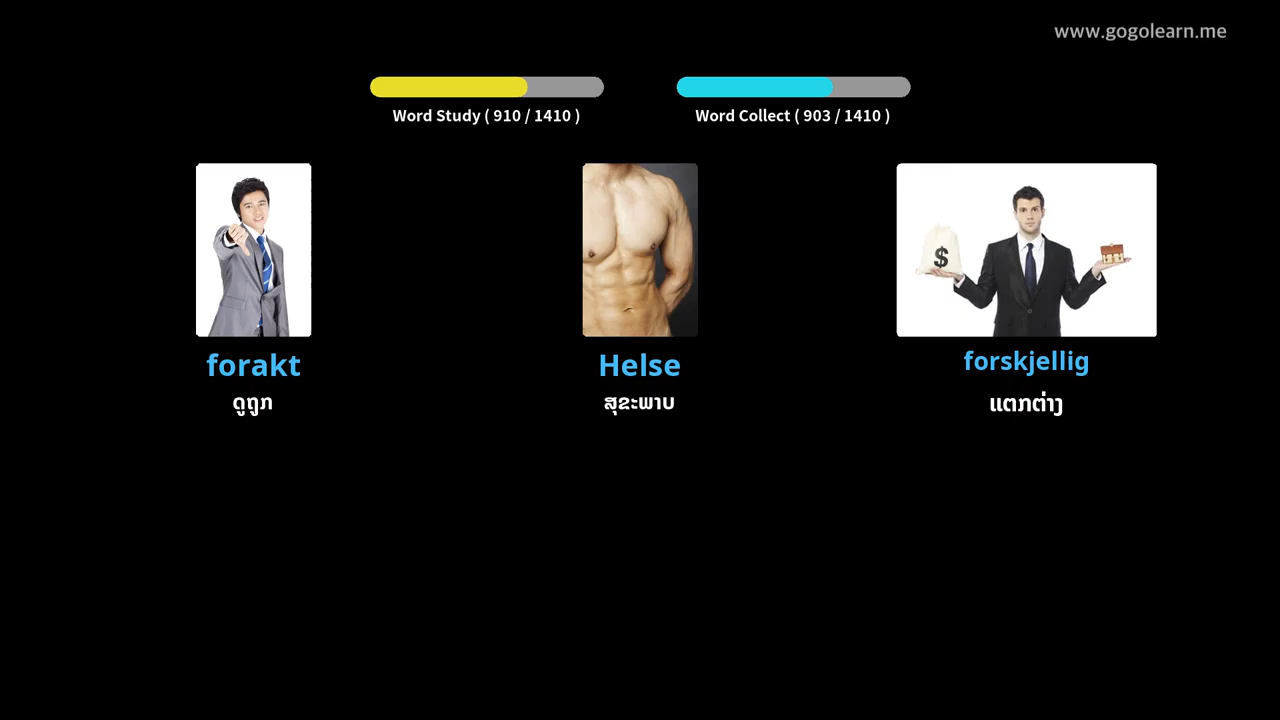 www.gogolearn.me
Word Study ( 910 / 1410 )
Word Collect ( 903 / 1410 )
$
forakt
Helse
forskjellig
ດູຖູກ
ສຸຂະພາບ
ແຕກຕ່າງ